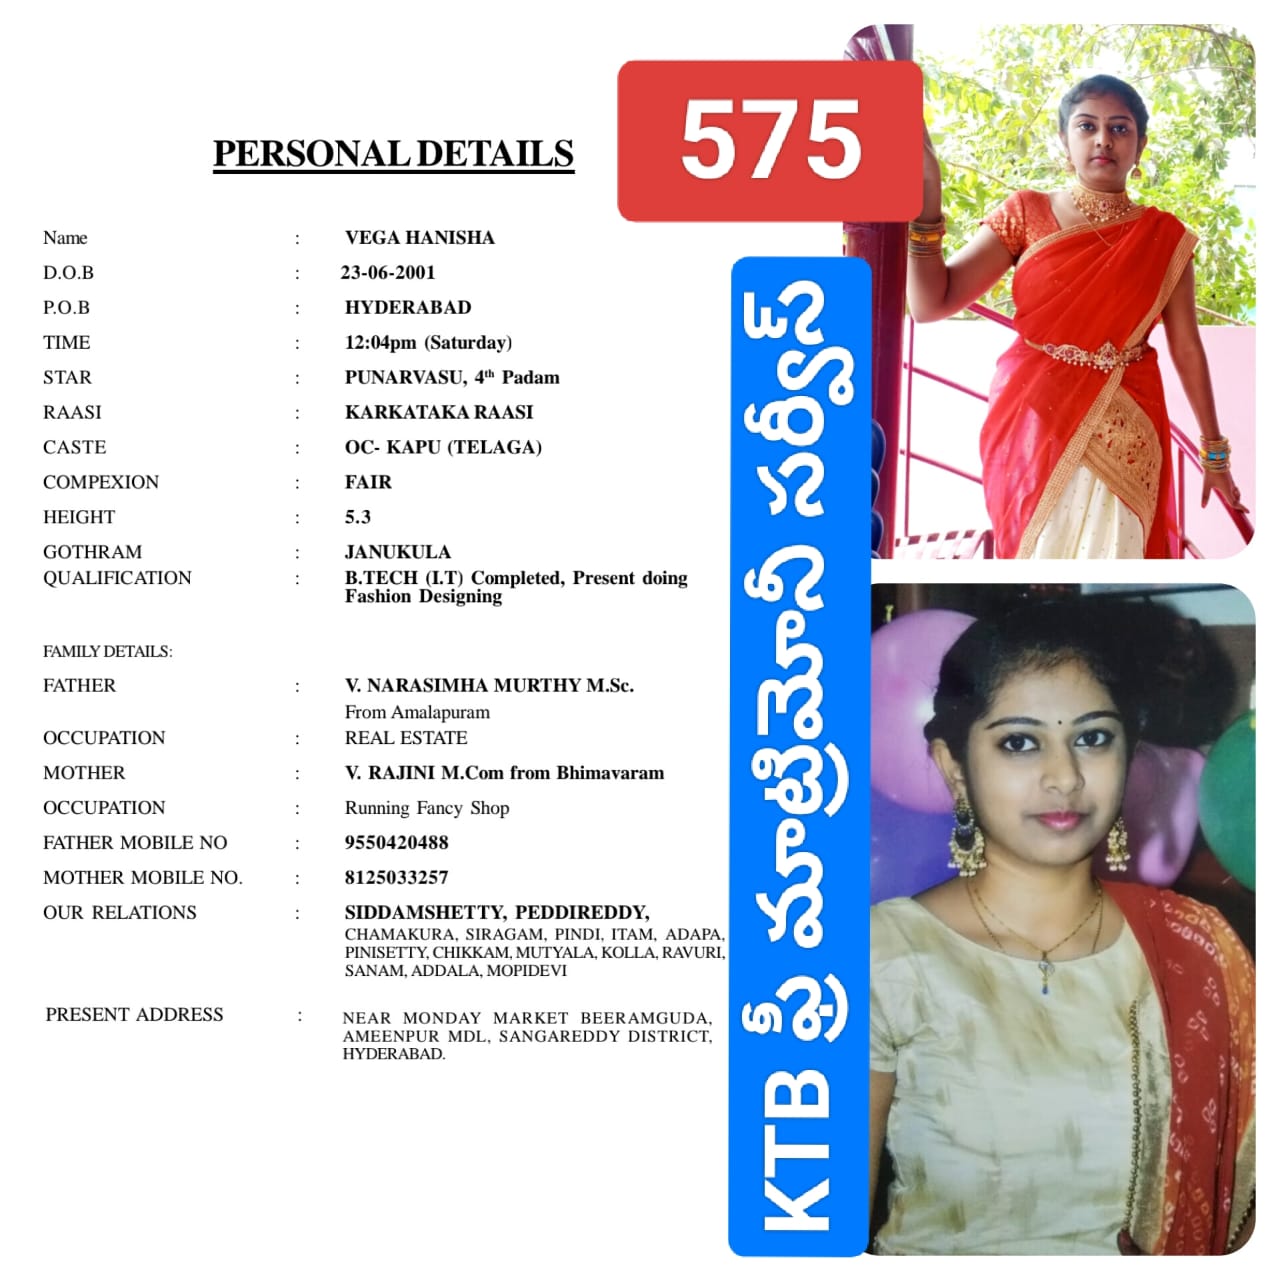 575
PERSONAL DETAILS
Name : VEGA HANISHA
D.O.B : 23-06-2001
P.O.B : HYDERABAD
TIME : 12:04pm (Saturday)
STAR : PUNARVASU, 4th Padam
RAASI : KARKATAKA RAASI
CASTE : OC- KAPU (TELAGA)
COMPEXION : FAIR
HEIGHT : 5.3
GOTHRAM : JANUKULA
QUALIFICATION : B.TECH (I.T) Completed, Present doing
Fashion Designing
FAMILY DETAILS:
FATHER : V. NARASIMHA MURTHY M.Sc.
From Amalapuram
OCCUPATION : REAL ESTATE
MOTHER : V. RAJINI M.Com from Bhimavaram
OCCUPATION : Running Fancy Shop
FATHER MOBILE NO : 9550420488
MOTHER MOBILE NO. : 8125033257
OUR RELATIONS : SIDDAMSHETTY, PEDDIREDDY,
CHAMAKURA, SIRAGAM, PINDI, ITAM, ADAPA,
PINISETTY, CHIKKAM, MUTYALA, KOLLA, RAVURI,
SANAM, ADDALA, MOPIDEVI
PRESENT ADDRESS : NEAR MONDAY MARKET BEERAMGUDA,
AMEENPUR MDL, SANGAREDDY DISTRICT,
HYDERABAD.
KTB ఫ్రీ మాట్రిమోనీ సర్వీస్